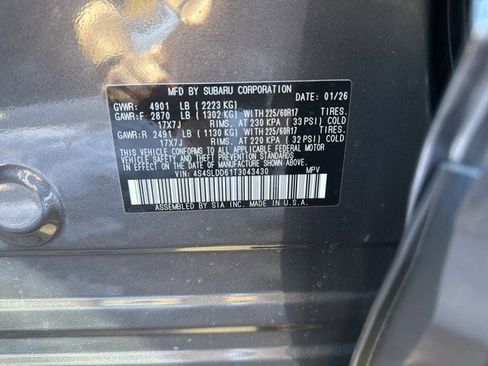 MFD BY SUBARU CORPORATION DATE: 01/26
GVWR: 4901 LB ( 2223 KG)
GAWR:F 2870 LB ( 1302 KG) WITH 225/60R17 TIRES.
17X7J RIMS. AT 230 KPA ( 33 PSI) COLD
GAWR:R 2491 LB ( 1130 KG) WITH 225/60R17 TIRES.
17X7J RIMS. AT 220 KPA ( 32 PSI) COLD
THIS VEHICLE CONFORMS TO ALL APPLICABLE FEDERAL MOTOR
VEHICLE SAFETY AND BUMPER STANDARDS
IN EFFECT ON THE DATE OF MANUFACTURE SHOWN ABOVE.
VIN: 4S4SLDD61T3043430 MPV
ASSEMBLED BY SIA INC. MADE IN U.S.A.